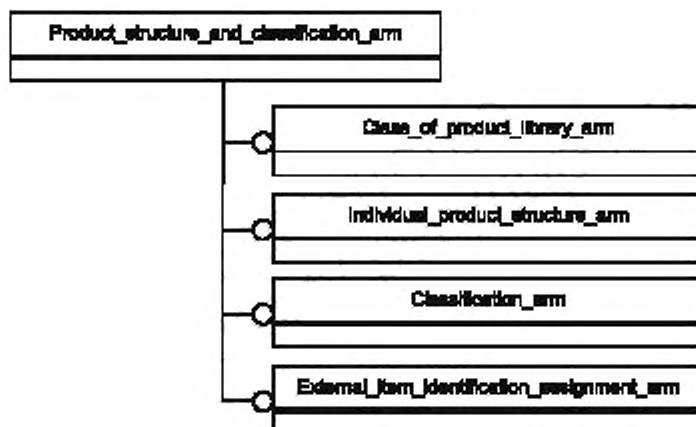 Product_structure_and_classification_arm
Class_of_product_library_arm
Individual_product_structure_arm
Classification_arm
External_item_identification_assignment_arm